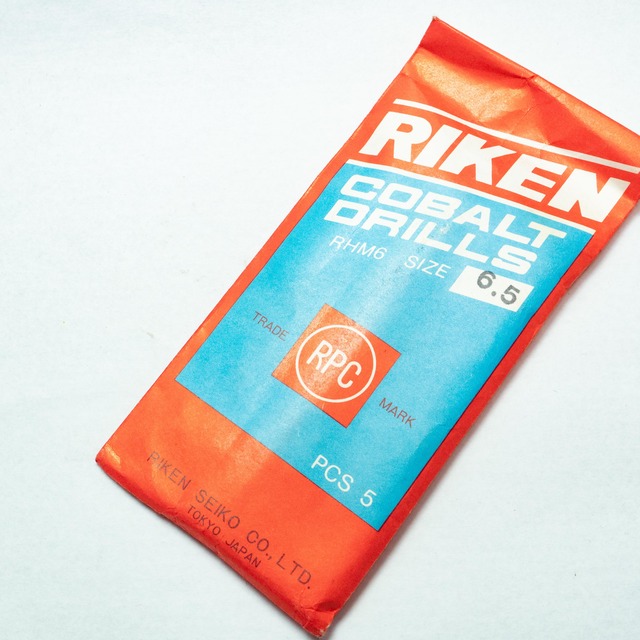 RIKEN
COBALT
DRILLS
RHM6 SIZE 6.5
TRADE RPC MARK
PCS 5
RIKEN SEIKO CO., LTD.
TOKYO JAPAN